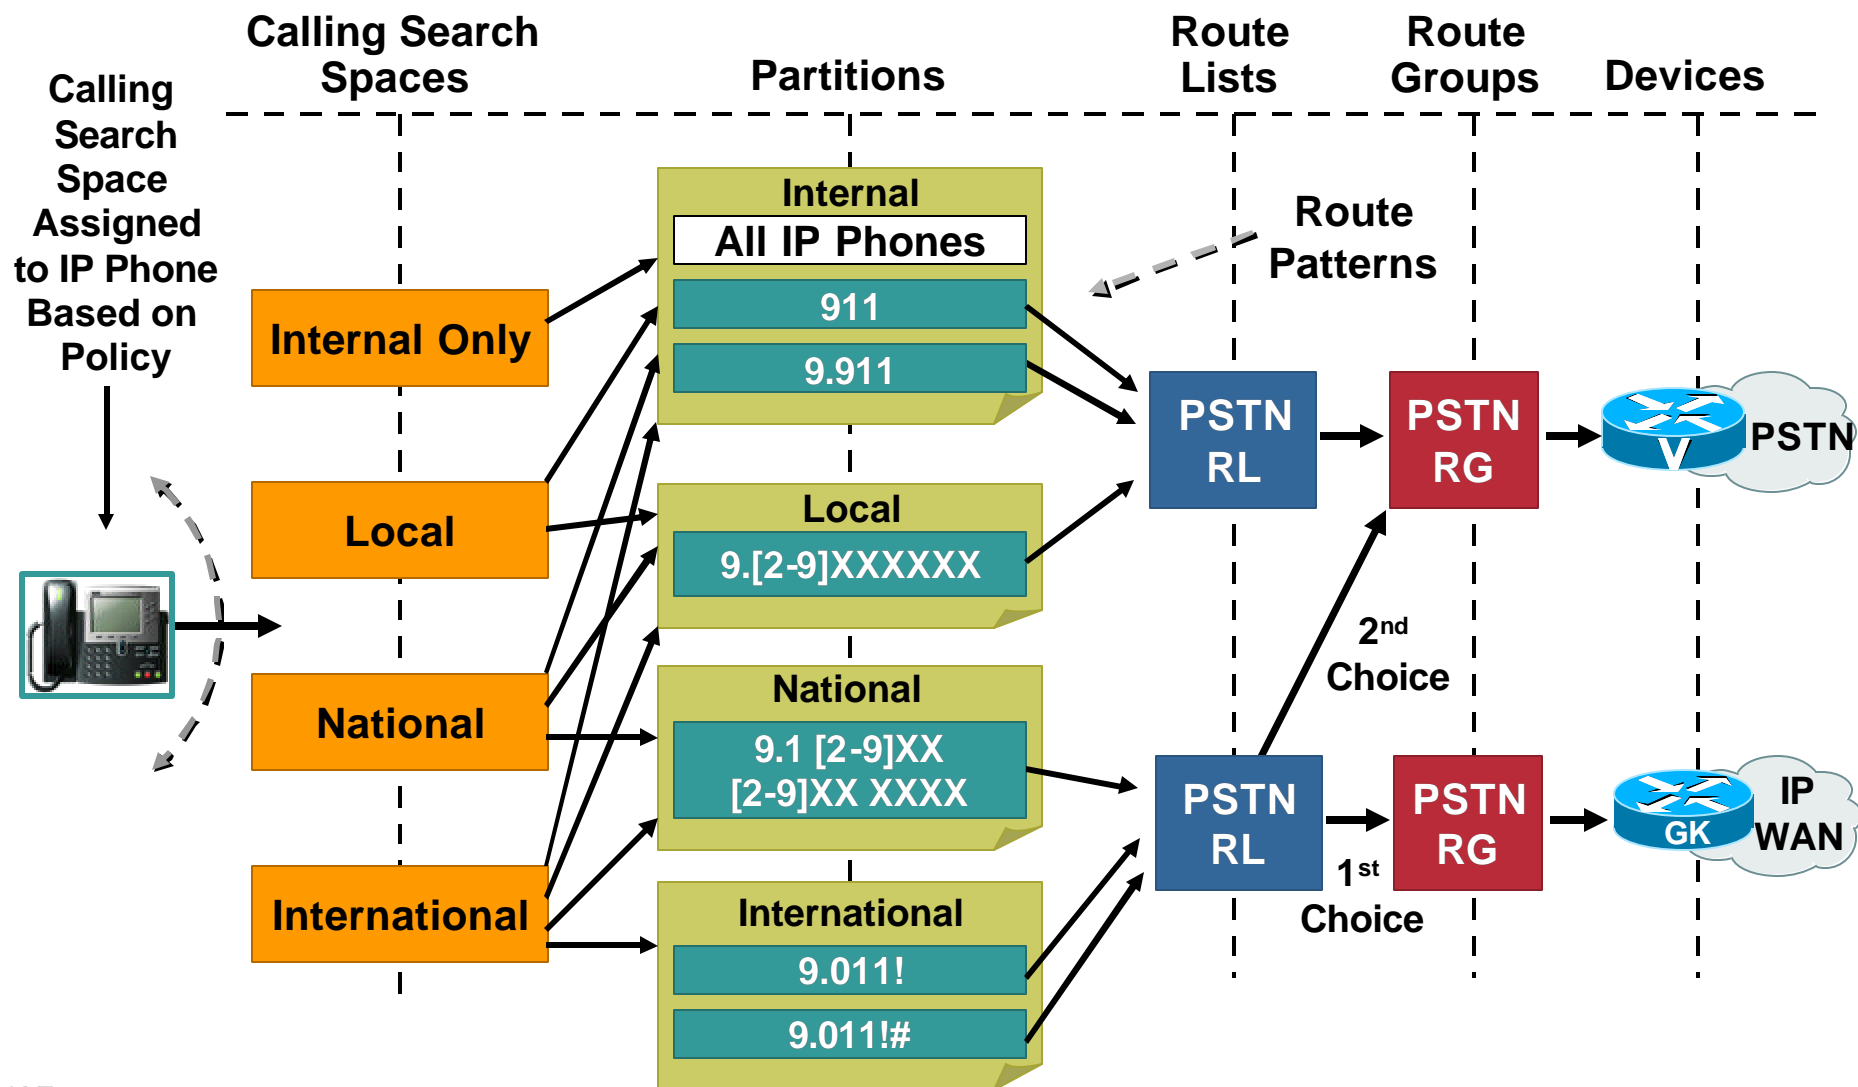 Calling Search
Spaces
Partitions
Route
Lists
Route
Groups
Devices
Calling
Search
Space
Assigned
to IP Phone
Based on
Policy
Internal Only
Local
National
International
Internal
All IP Phones
911
9.911
Local
9.[2-9]XXXXXX
National
9.1 [2-9]XX
[2-9]XX XXXX
International
9.011!
9.011!#
Route
Patterns
PSTN
RL
PSTN
RG
V
PSTN
2nd
Choice
PSTN
RL
1st
Choice
PSTN
RG
GK
IP
WAN